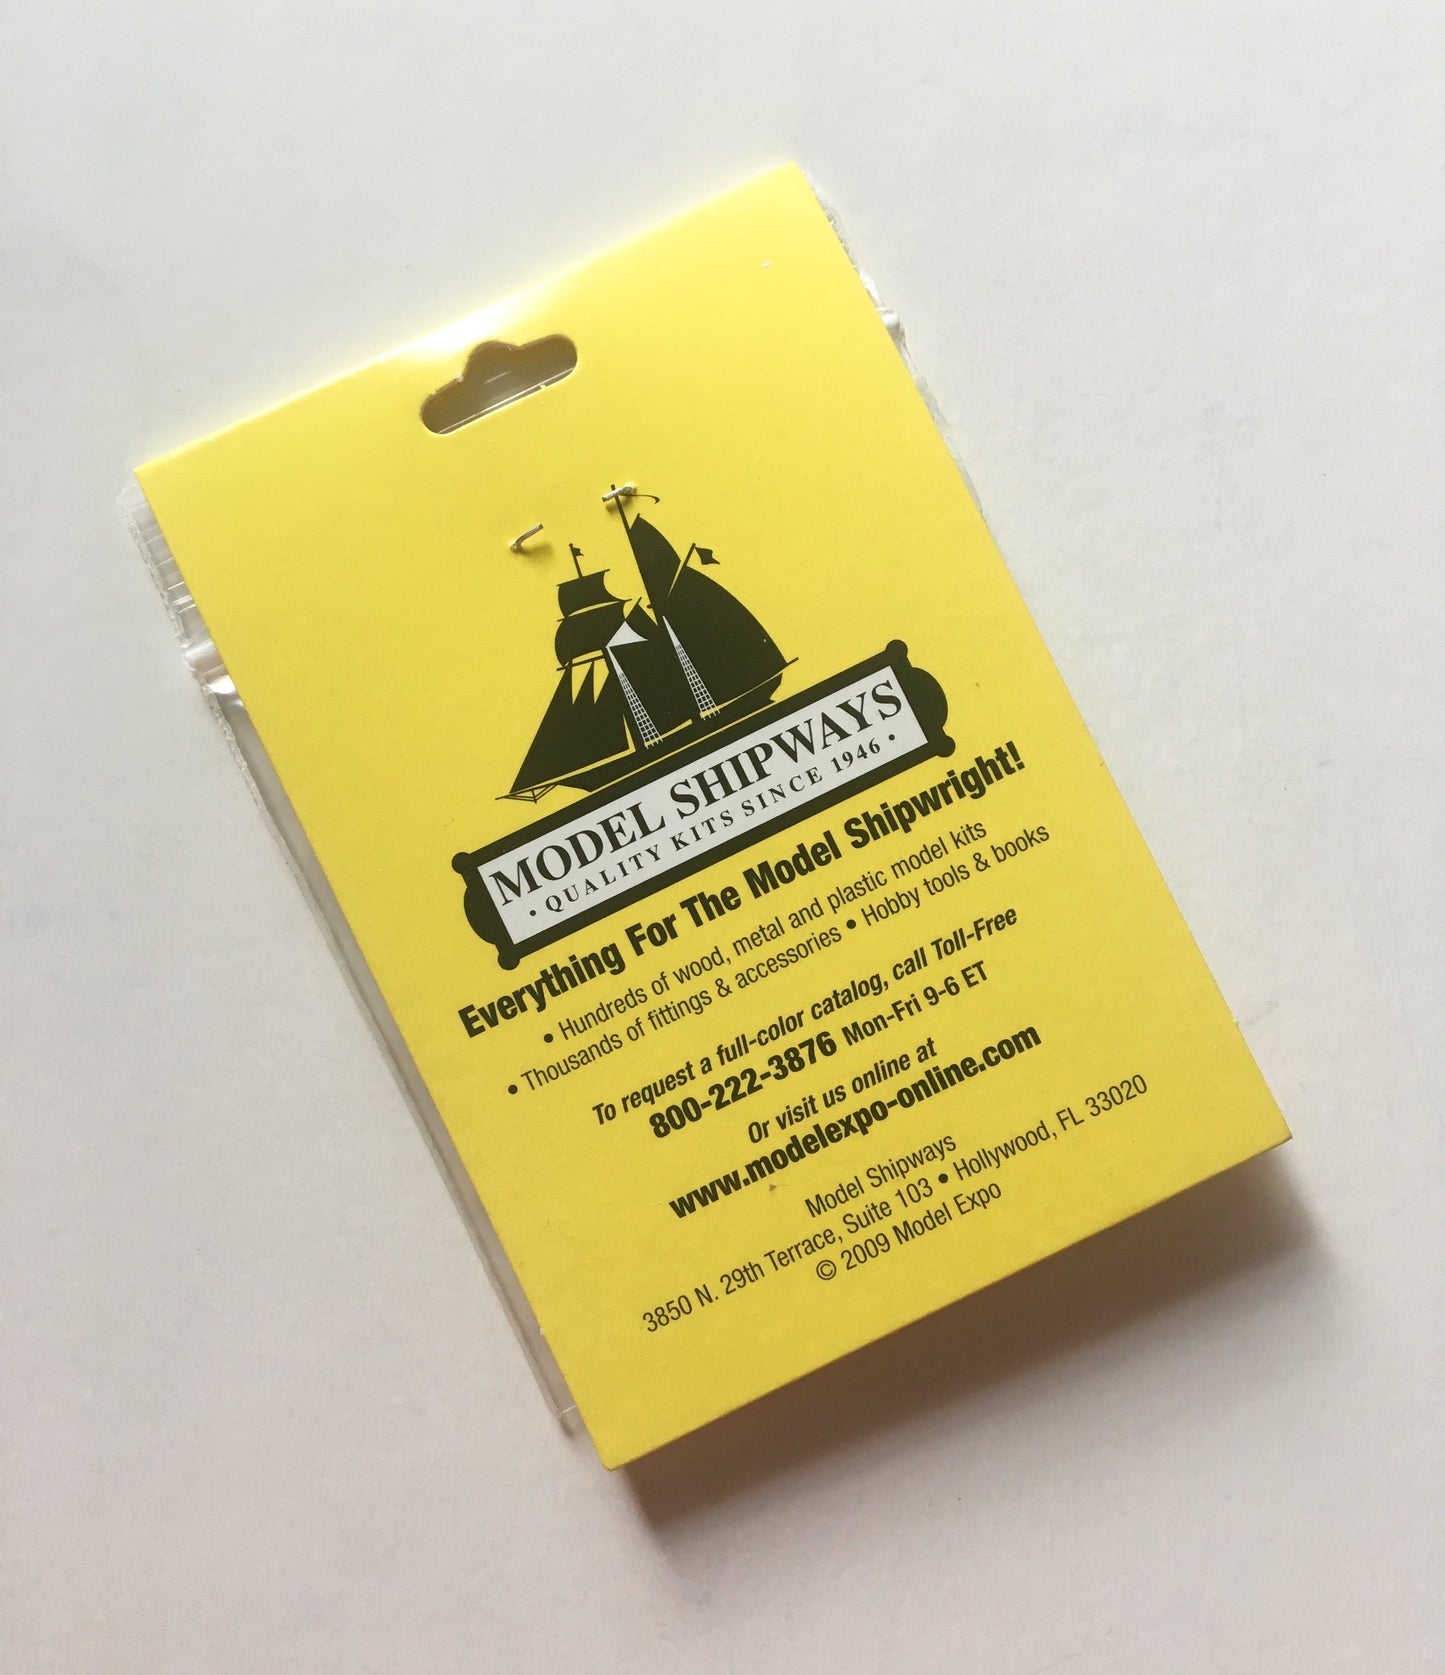 MODEL SHIPWAYS
• QUALITY KITS SINCE 1946 •
Everything For The Model Shipwright!
• Hundreds of wood, metal and plastic model kits
• Thousands of fittings & accessories • Hobby tools & books
To request a full-color catalog, call Toll-Free
800-222-3876 Mon-Fri 9-6 ET
Or visit us online at
www.modelexpo-online.com
Model Shipways
3850 N. 29th Terrace, Suite 103 • Hollywood, FL 33020
© 2009 Model Expo